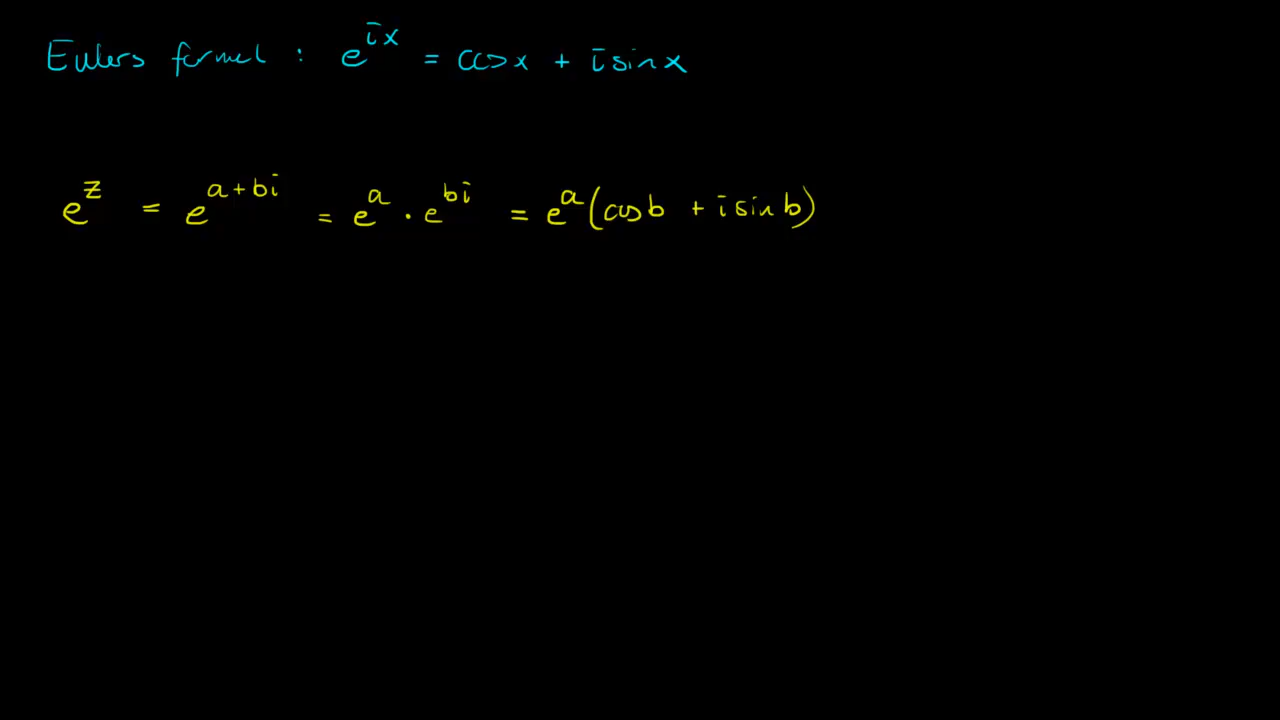 Eulers formel : e^{ix} = cos x + i sin x
e^z = e^{a+bi} = e^a · e^{bi} = e^a (cos b + i sin b)